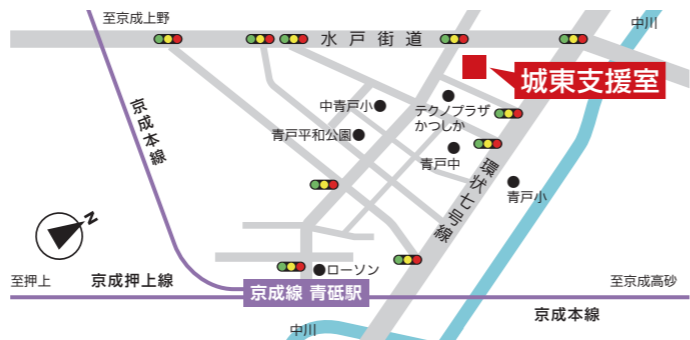 至京成上野
中川
水戸街道
城東支援室
京成本線
中青戸小
テクノプラザ
かつしか
青戸平和公園
青戸中
環状七号線
青戸小
N
ローソン
至押上
京成押上線
京成線 青砥駅
至京成高砂
京成本線
中川